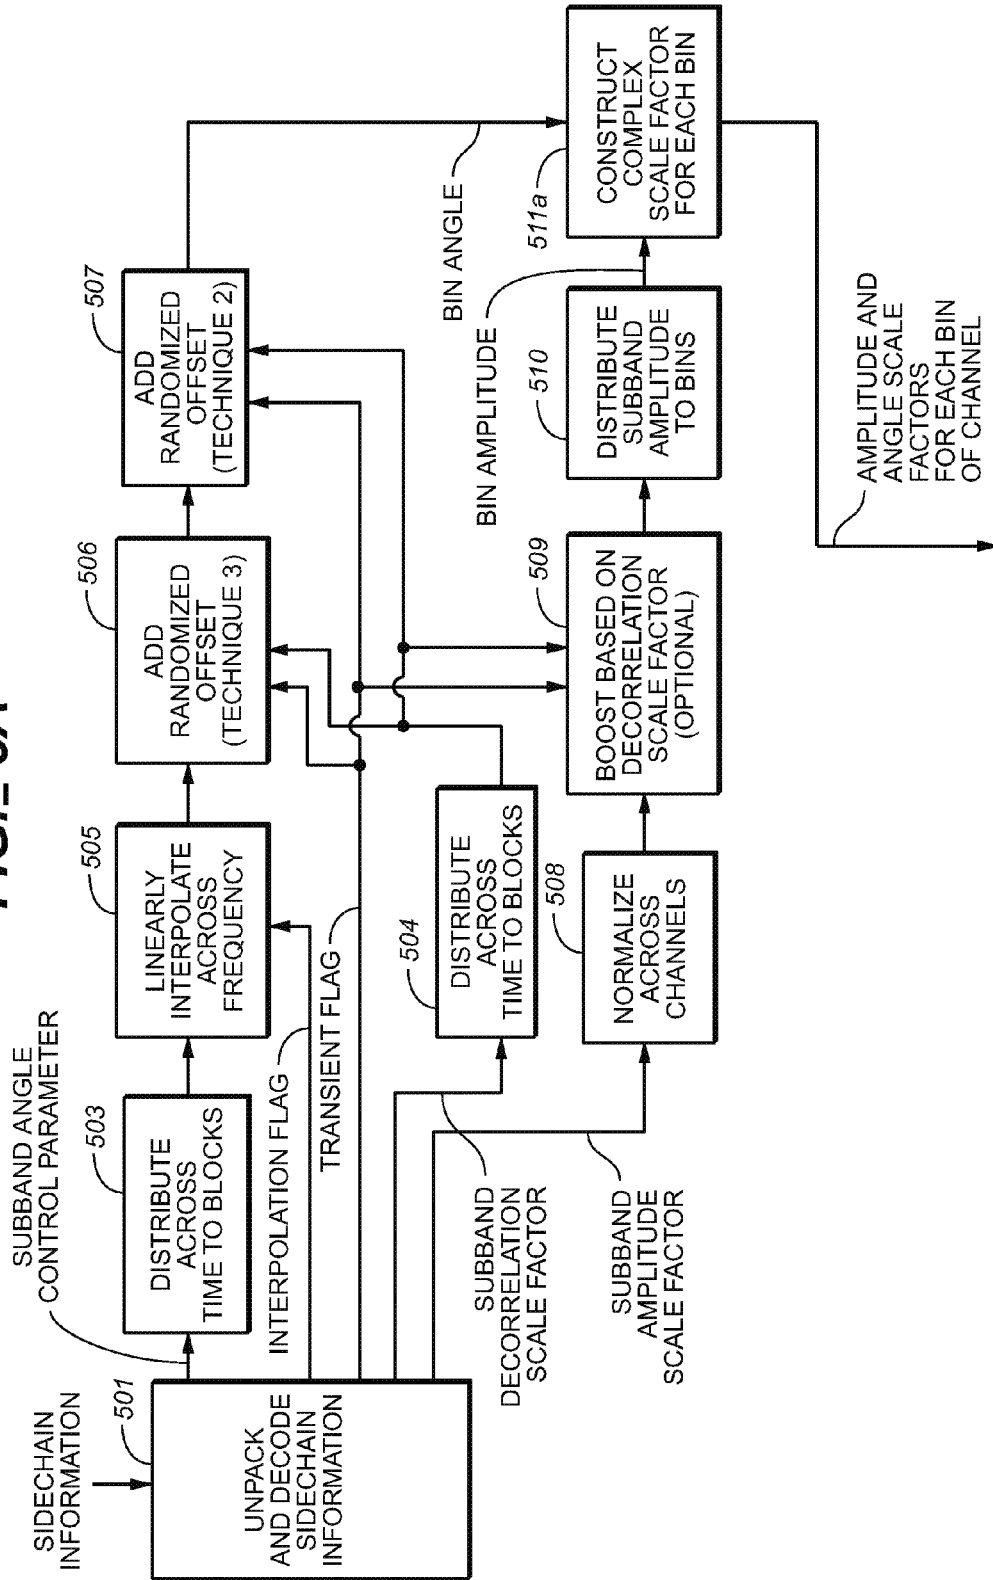 SIDECHAIN
INFORMATION
501
UNPACK
AND DECODE
SIDECHAIN
INFORMATION
SUBBAND ANGLE
CONTROL PARAMETER
503
DISTRIBUTE
ACROSS
TIME TO BLOCKS
505
LINEARLY
INTERPOLATE
ACROSS
FREQUENCY
506
ADD
RANDOMIZED
OFFSET
(TECHNIQUE 3)
507
ADD
RANDOMIZED
OFFSET
(TECHNIQUE 2)
INTERPOLATION FLAG
TRANSIENT FLAG
BIN ANGLE
504
DISTRIBUTE
ACROSS
TIME TO BLOCKS
SUBBAND
DECORRELATION
SCALE FACTOR
SUBBAND
AMPLITUDE
SCALE FACTOR
508
NORMALIZE
ACROSS
CHANNELS
509
BOOST BASED ON
DECORRELATION
SCALE FACTOR
(OPTIONAL)
BIN AMPLITUDE
510
DISTRIBUTE
SUBBAND
AMPLITUDE
TO BINS
511a
CONSTRUCT
COMPLEX
SCALE FACTOR
FOR EACH BIN
AMPLITUDE AND
ANGLE SCALE
FACTORS
FOR EACH BIN
OF CHANNEL